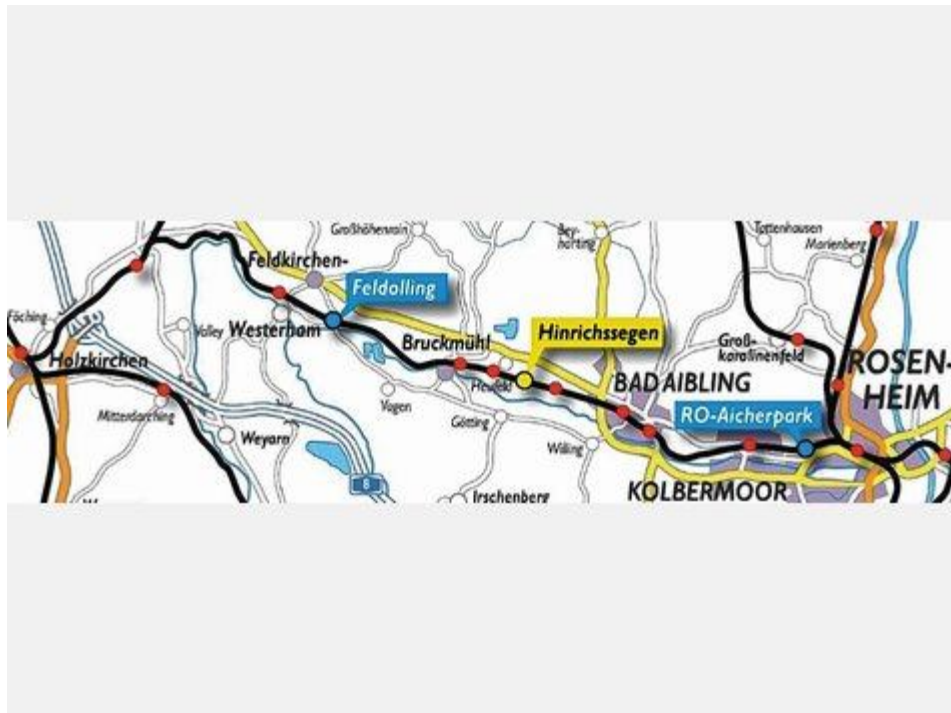 Großhöhenrain
Bey-
harting
Tattenhausen
Marienberg
Feldkirchen-
Feldolling
Föching
Valley
Westerham
Bruckmühl
Hinrichssegen
Groß-
karolinenfeld
ROSEN-
HEIM
Holzkirchen
Heufeld
BAD AIBLING
Mitterdarching
Vagen
Götting
RO-Aicherpark
Weyarn
Willing
8
Irschenberg
KOLBERMOOR